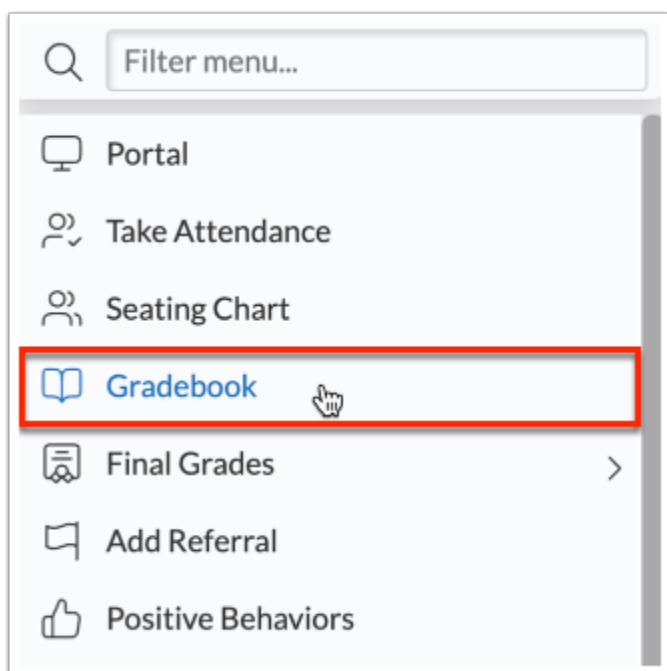 Filter menu...
Portal
Take Attendance
Seating Chart
Gradebook
Final Grades
Add Referral
Positive Behaviors